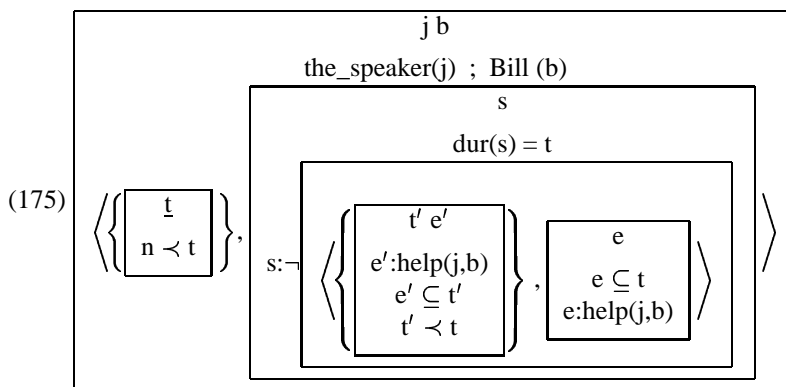 j b
the_speaker(j) ; Bill (b)
s
dur(s) = t
(175) ⟨{ t̲ n ≺ t }, s:¬ ⟨{ t′ e′
e′:help(j,b)
e′ ⊆ t′
t′ ≺ t } , e
e ⊆ t
e:help(j,b) ⟩ ⟩